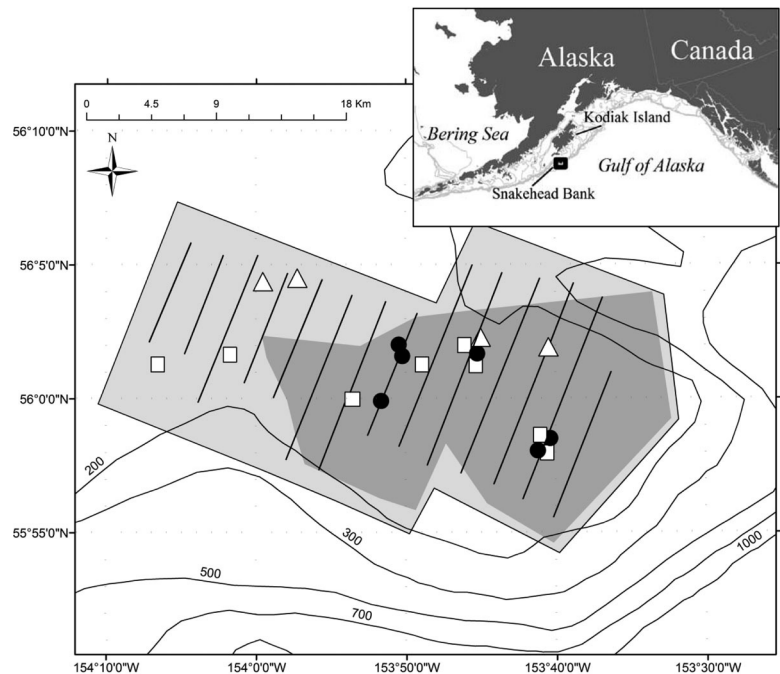 Alaska
Canada
Bering Sea
Kodiak Island
Gulf of Alaska
Snakehead Bank
0 4.5 9 18 Km
N
56°10'0"N
56°5'0"N
56°0'0"N
55°55'0"N
200
300
500
700
1000
154°10'0"W 154°0'0"W 153°50'0"W 153°40'0"W 153°30'0"W